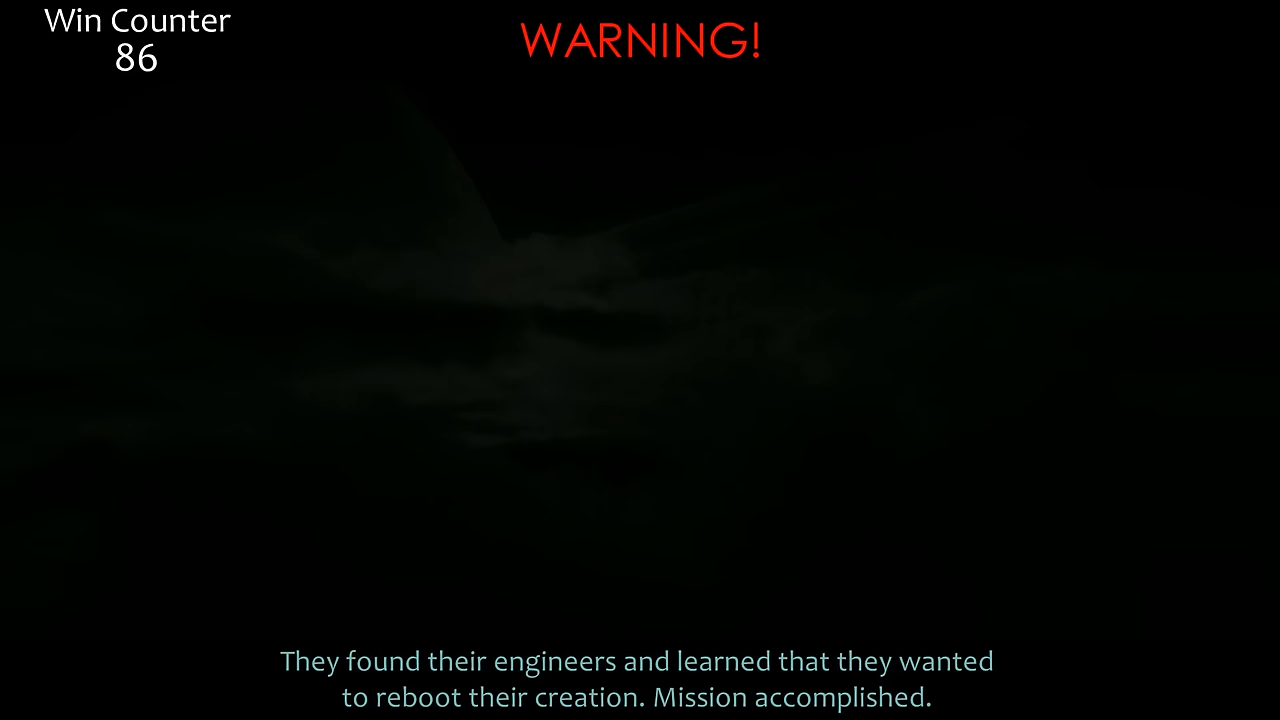 Win Counter
86
WARNING!
They found their engineers and learned that they wanted
to reboot their creation. Mission accomplished.